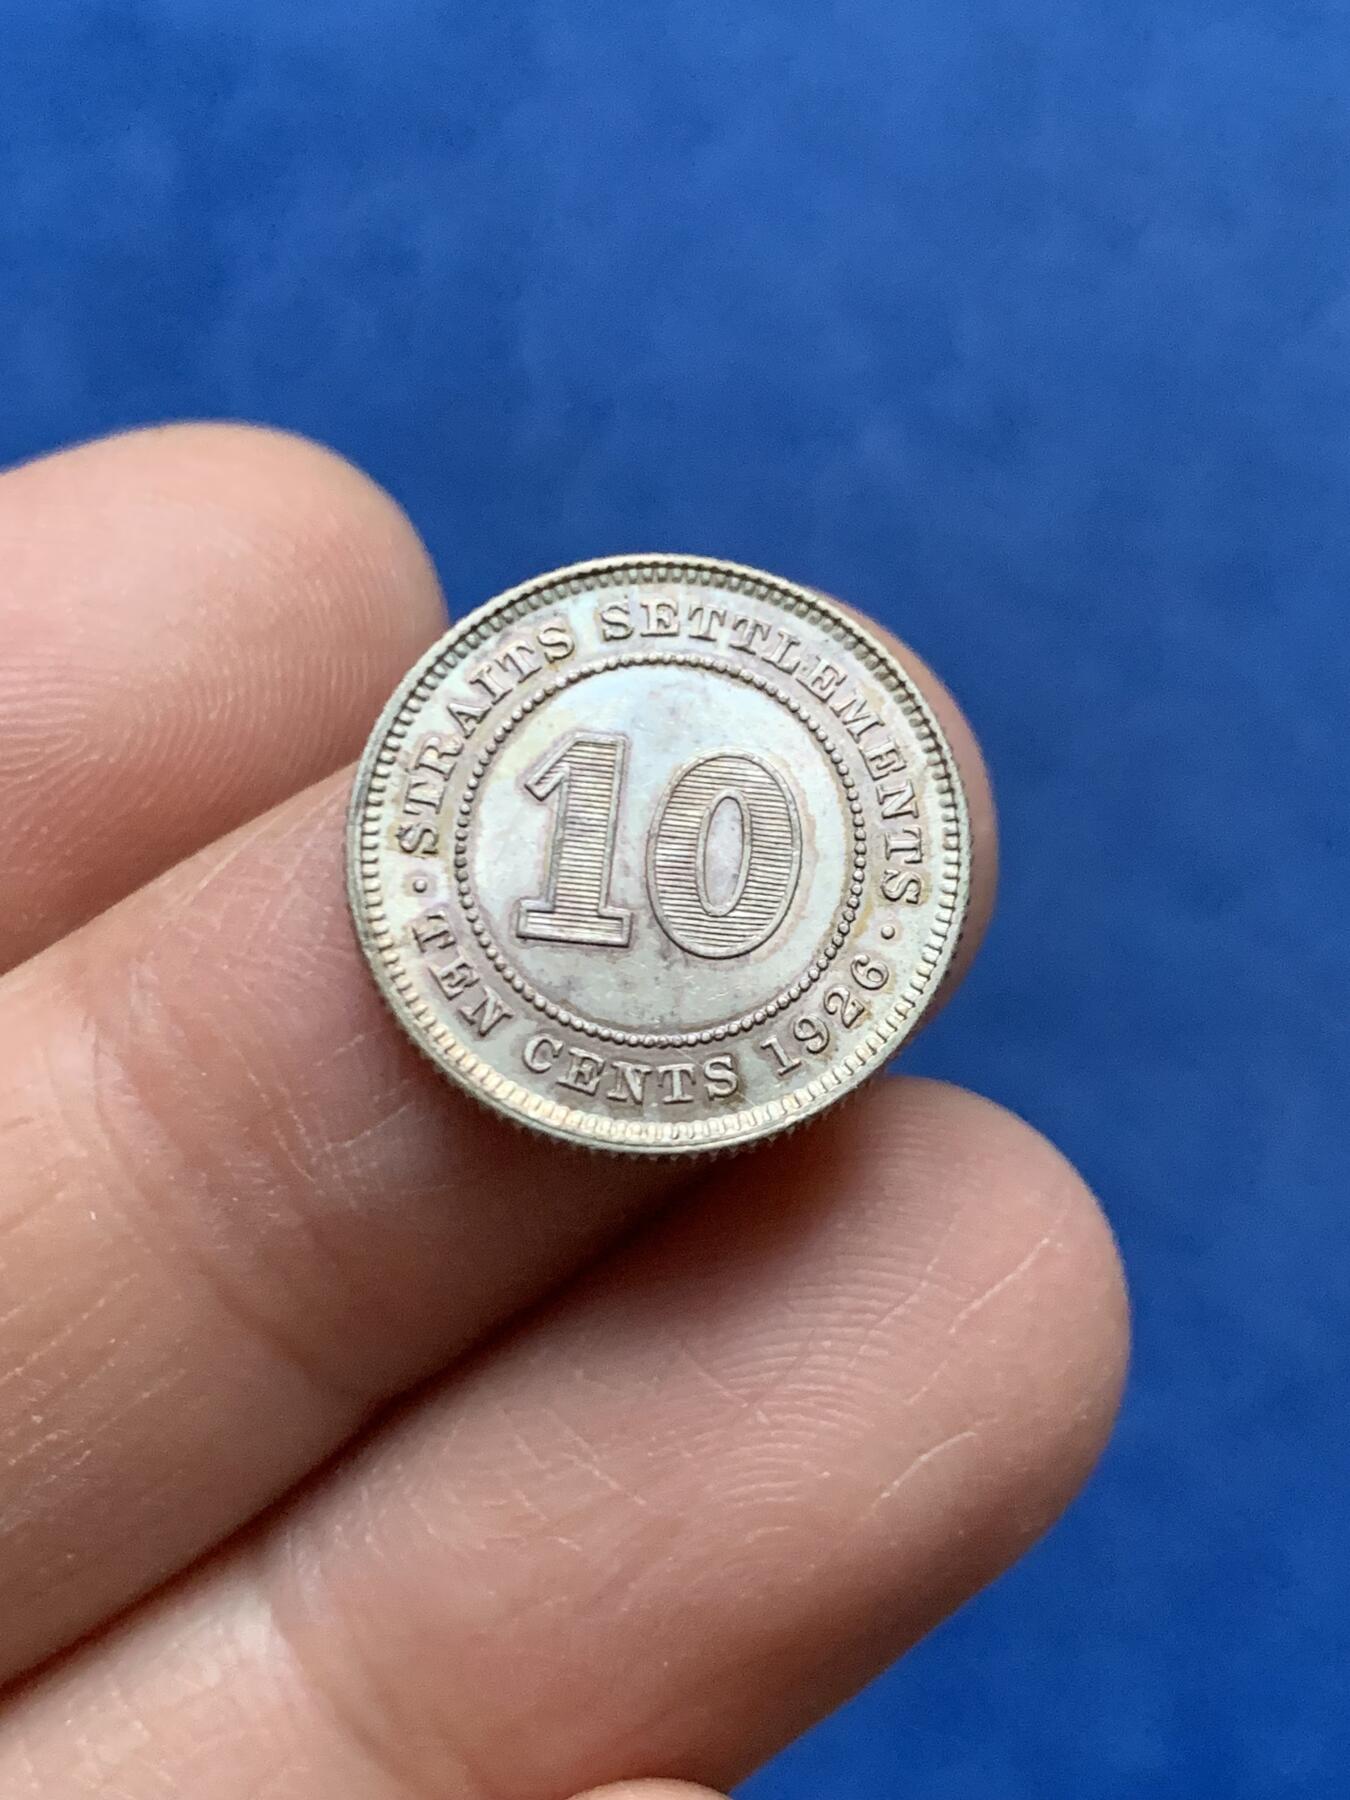 · STRAITS SETTLEMENTS ·
10
TEN CENTS 1926